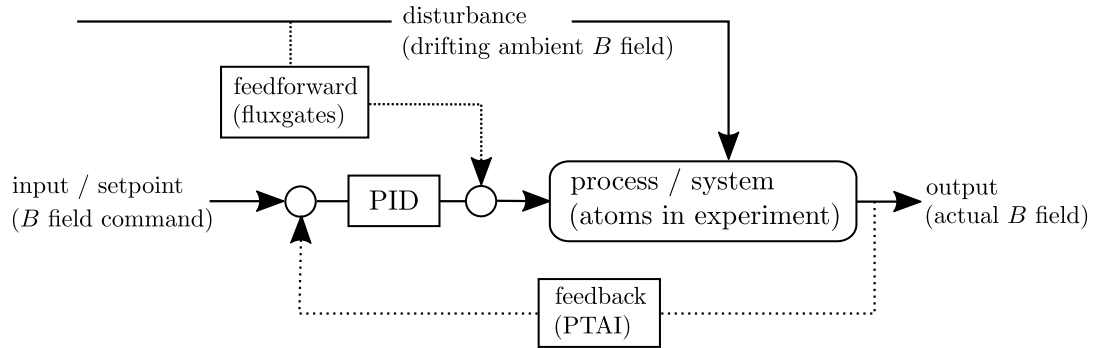 disturbance
(drifting ambient B field)
feedforward
(fluxgates)
input / setpoint
(B field command)
PID
process / system
(atoms in experiment)
output
(actual B field)
feedback
(PTAI)